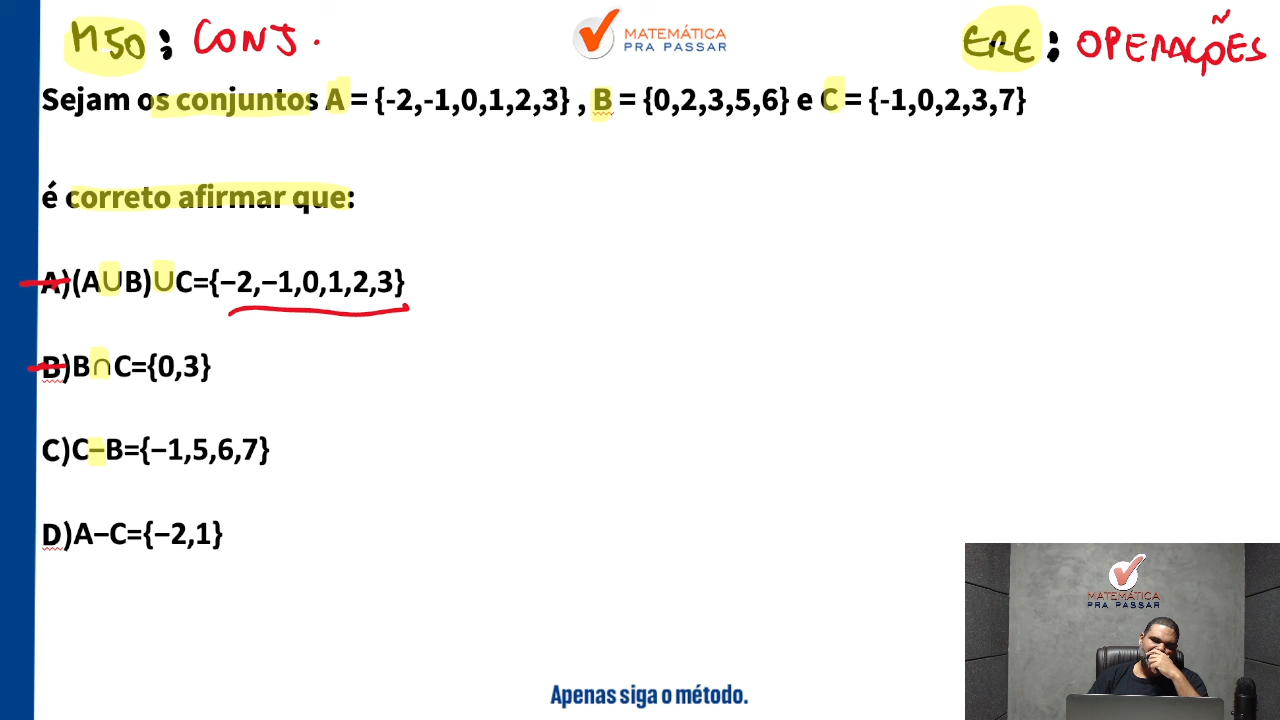 M50 : CONJ.
MATEMÁTICA
PRA PASSAR
ERE : OPERAÇÕES
Sejam os conjuntos A = {-2,-1,0,1,2,3} , B = {0,2,3,5,6} e C = {-1,0,2,3,7}
é correto afirmar que:
A)(A∪B)∪C={−2,−1,0,1,2,3}
B)B∩C={0,3}
C)C−B={−1,5,6,7}
D)A−C={−2,1}
MATEMÁTICA
PRA PASSAR
Apenas siga o método.